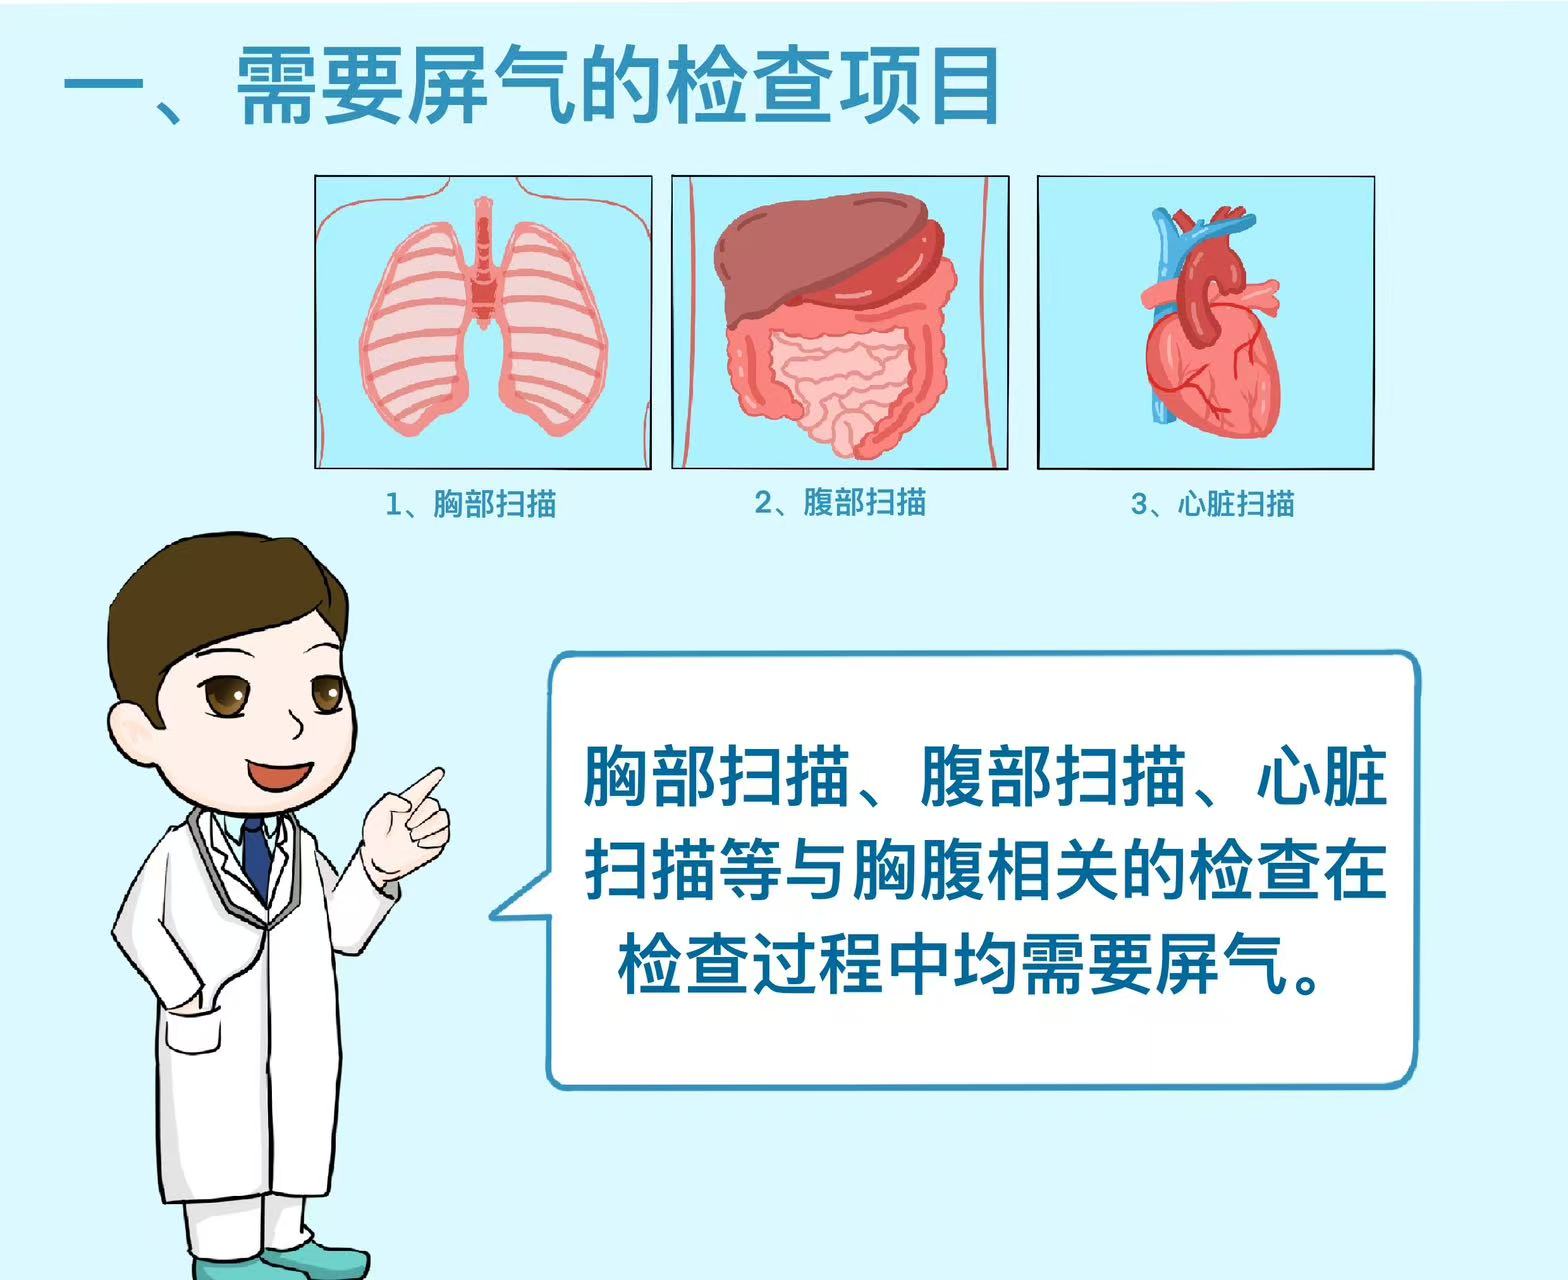 一、需要屏气的检查项目
1、胸部扫描
2、腹部扫描
3、心脏扫描
胸部扫描、腹部扫描、心脏
扫描等与胸腹相关的检查在
检查过程中均需要屏气。